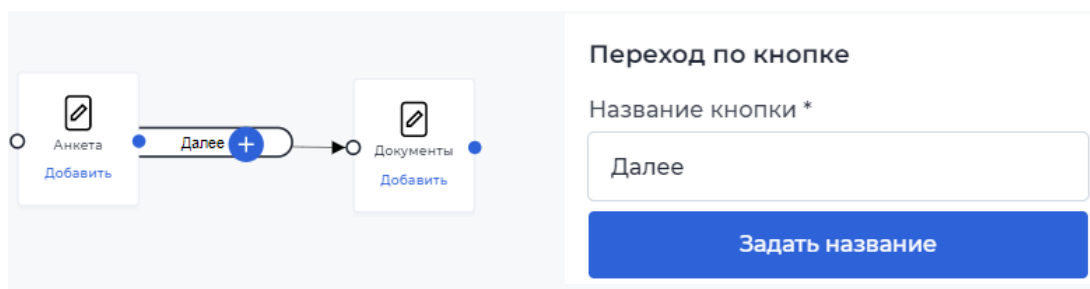 Анкета
Добавить
Далее
Документы
Добавить
Переход по кнопке
Название кнопки *
Далее
Задать название